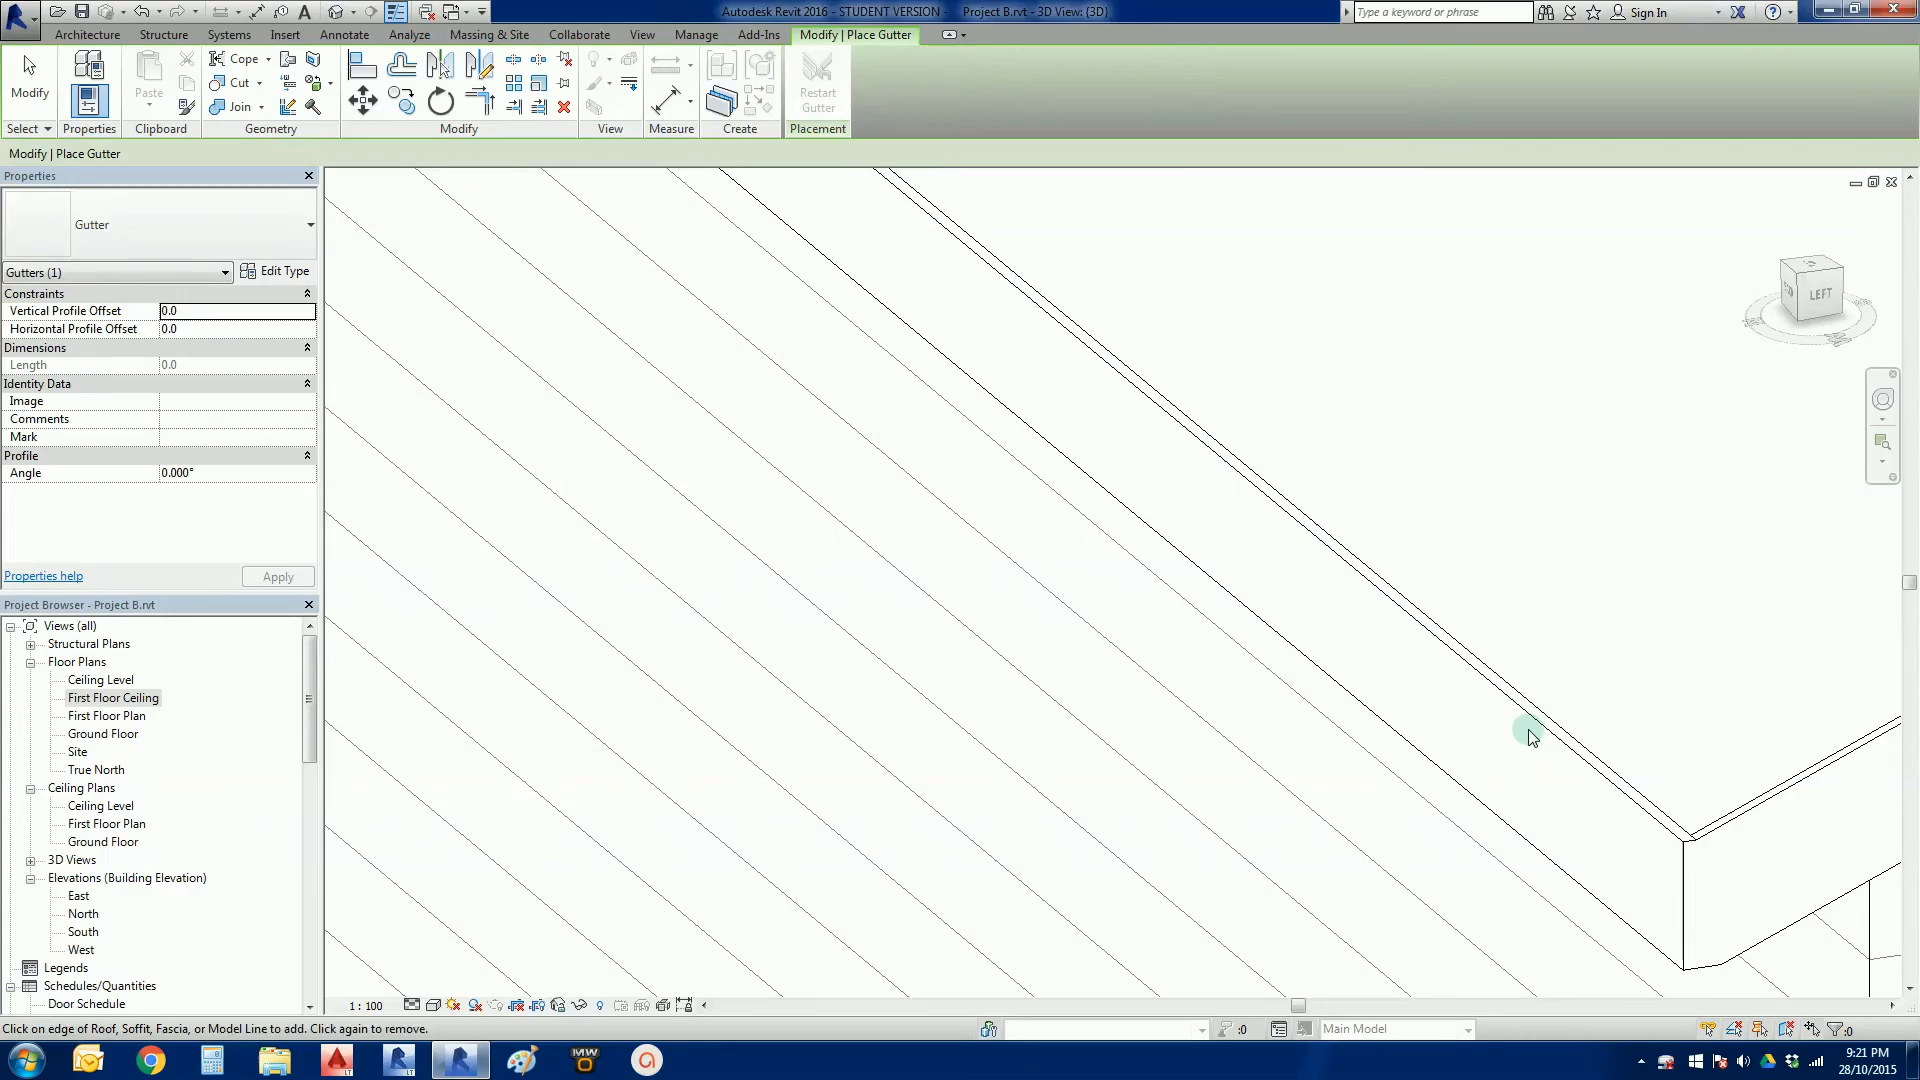 Autodesk Revit 2016 - STUDENT VERSION - Project B.rvt - 3D View: {3D}
Type a keyword or phrase
Sign In
Architecture Structure Systems Insert Annotate Analyze Massing & Site Collaborate View Manage Add-Ins Modify | Place Gutter
Modify
Paste
Cope
Cut
Join
Restart Gutter
Select Properties Clipboard Geometry Modify View Measure Create Placement
Modify | Place Gutter
Properties
Gutter
Gutters (1)
Edit Type
Constraints
Vertical Profile Offset 0.0
Horizontal Profile Offset 0.0
Dimensions
Length 0.0
Identity Data
Image
Comments
Mark
Profile
Angle 0.000°
Properties help
Apply
Project Browser - Project B.rvt
Views (all)
Structural Plans
Floor Plans
Ceiling Level
First Floor Ceiling
First Floor Plan
Ground Floor
Site
True North
Ceiling Plans
Ceiling Level
First Floor Plan
Ground Floor
3D Views
Elevations (Building Elevation)
East
North
South
West
Legends
Schedules/Quantities
Door Schedule
LEFT
1 : 100
Click on edge of Roof, Soffit, Fascia, or Model Line to add. Click again to remove.
:0
Main Model
:0
LT
LT
MW
9:21 PM
28/10/2015